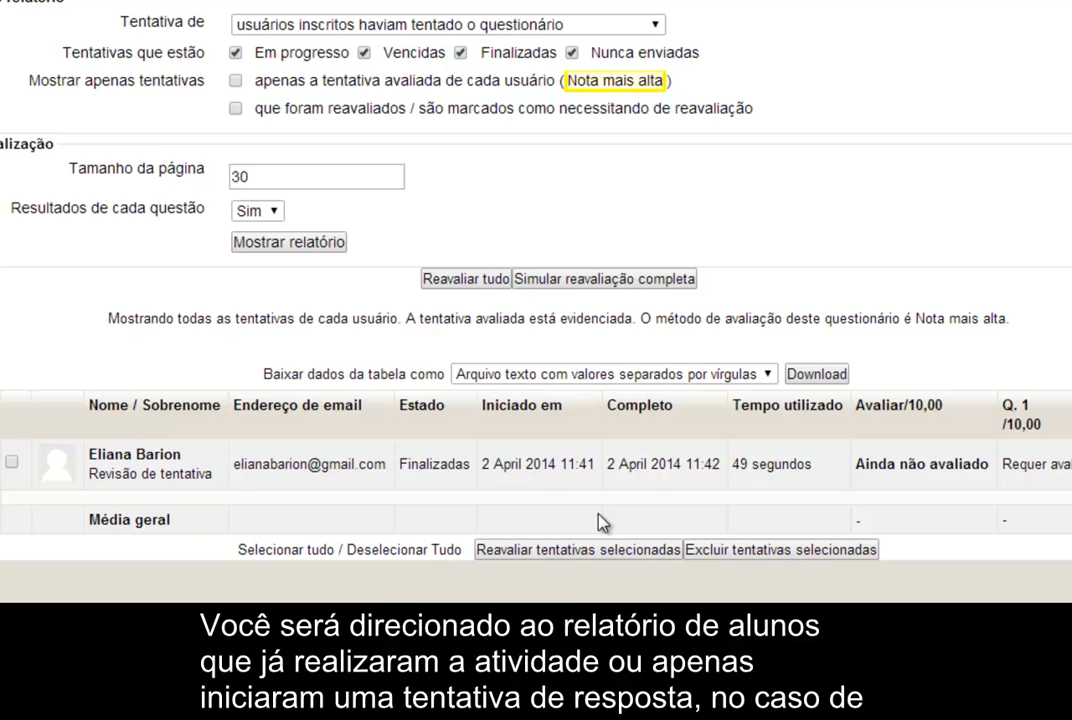 Tentativa de usuários inscritos haviam tentado o questionário
Tentativas que estão Em progresso Vencidas Finalizadas Nunca enviadas
Mostrar apenas tentativas apenas a tentativa avaliada de cada usuário (Nota mais alta)
que foram reavaliados / são marcados como necessitando de reavaliação
alização
Tamanho da página 30
Resultados de cada questão Sim
Mostrar relatório
Reavaliar tudo Simular reavaliação completa
Mostrando todas as tentativas de cada usuário. A tentativa avaliada está evidenciada. O método de avaliação deste questionário é Nota mais alta.
Baixar dados da tabela como Arquivo texto com valores separados por vírgulas Download
Nome / Sobrenome Endereço de email Estado Iniciado em Completo Tempo utilizado Avaliar/10,00 Q. 1
/10,00
Eliana Barion
Revisão de tentativa elianabarion@gmail.com Finalizadas 2 April 2014 11:41 2 April 2014 11:42 49 segundos Ainda não avaliado Requer aval
Média geral - -
Selecionar tudo / Deselecionar Tudo Reavaliar tentativas selecionadas Excluir tentativas selecionadas
Você será direcionado ao relatório de alunos
que já realizaram a atividade ou apenas
iniciaram uma tentativa de resposta, no caso de